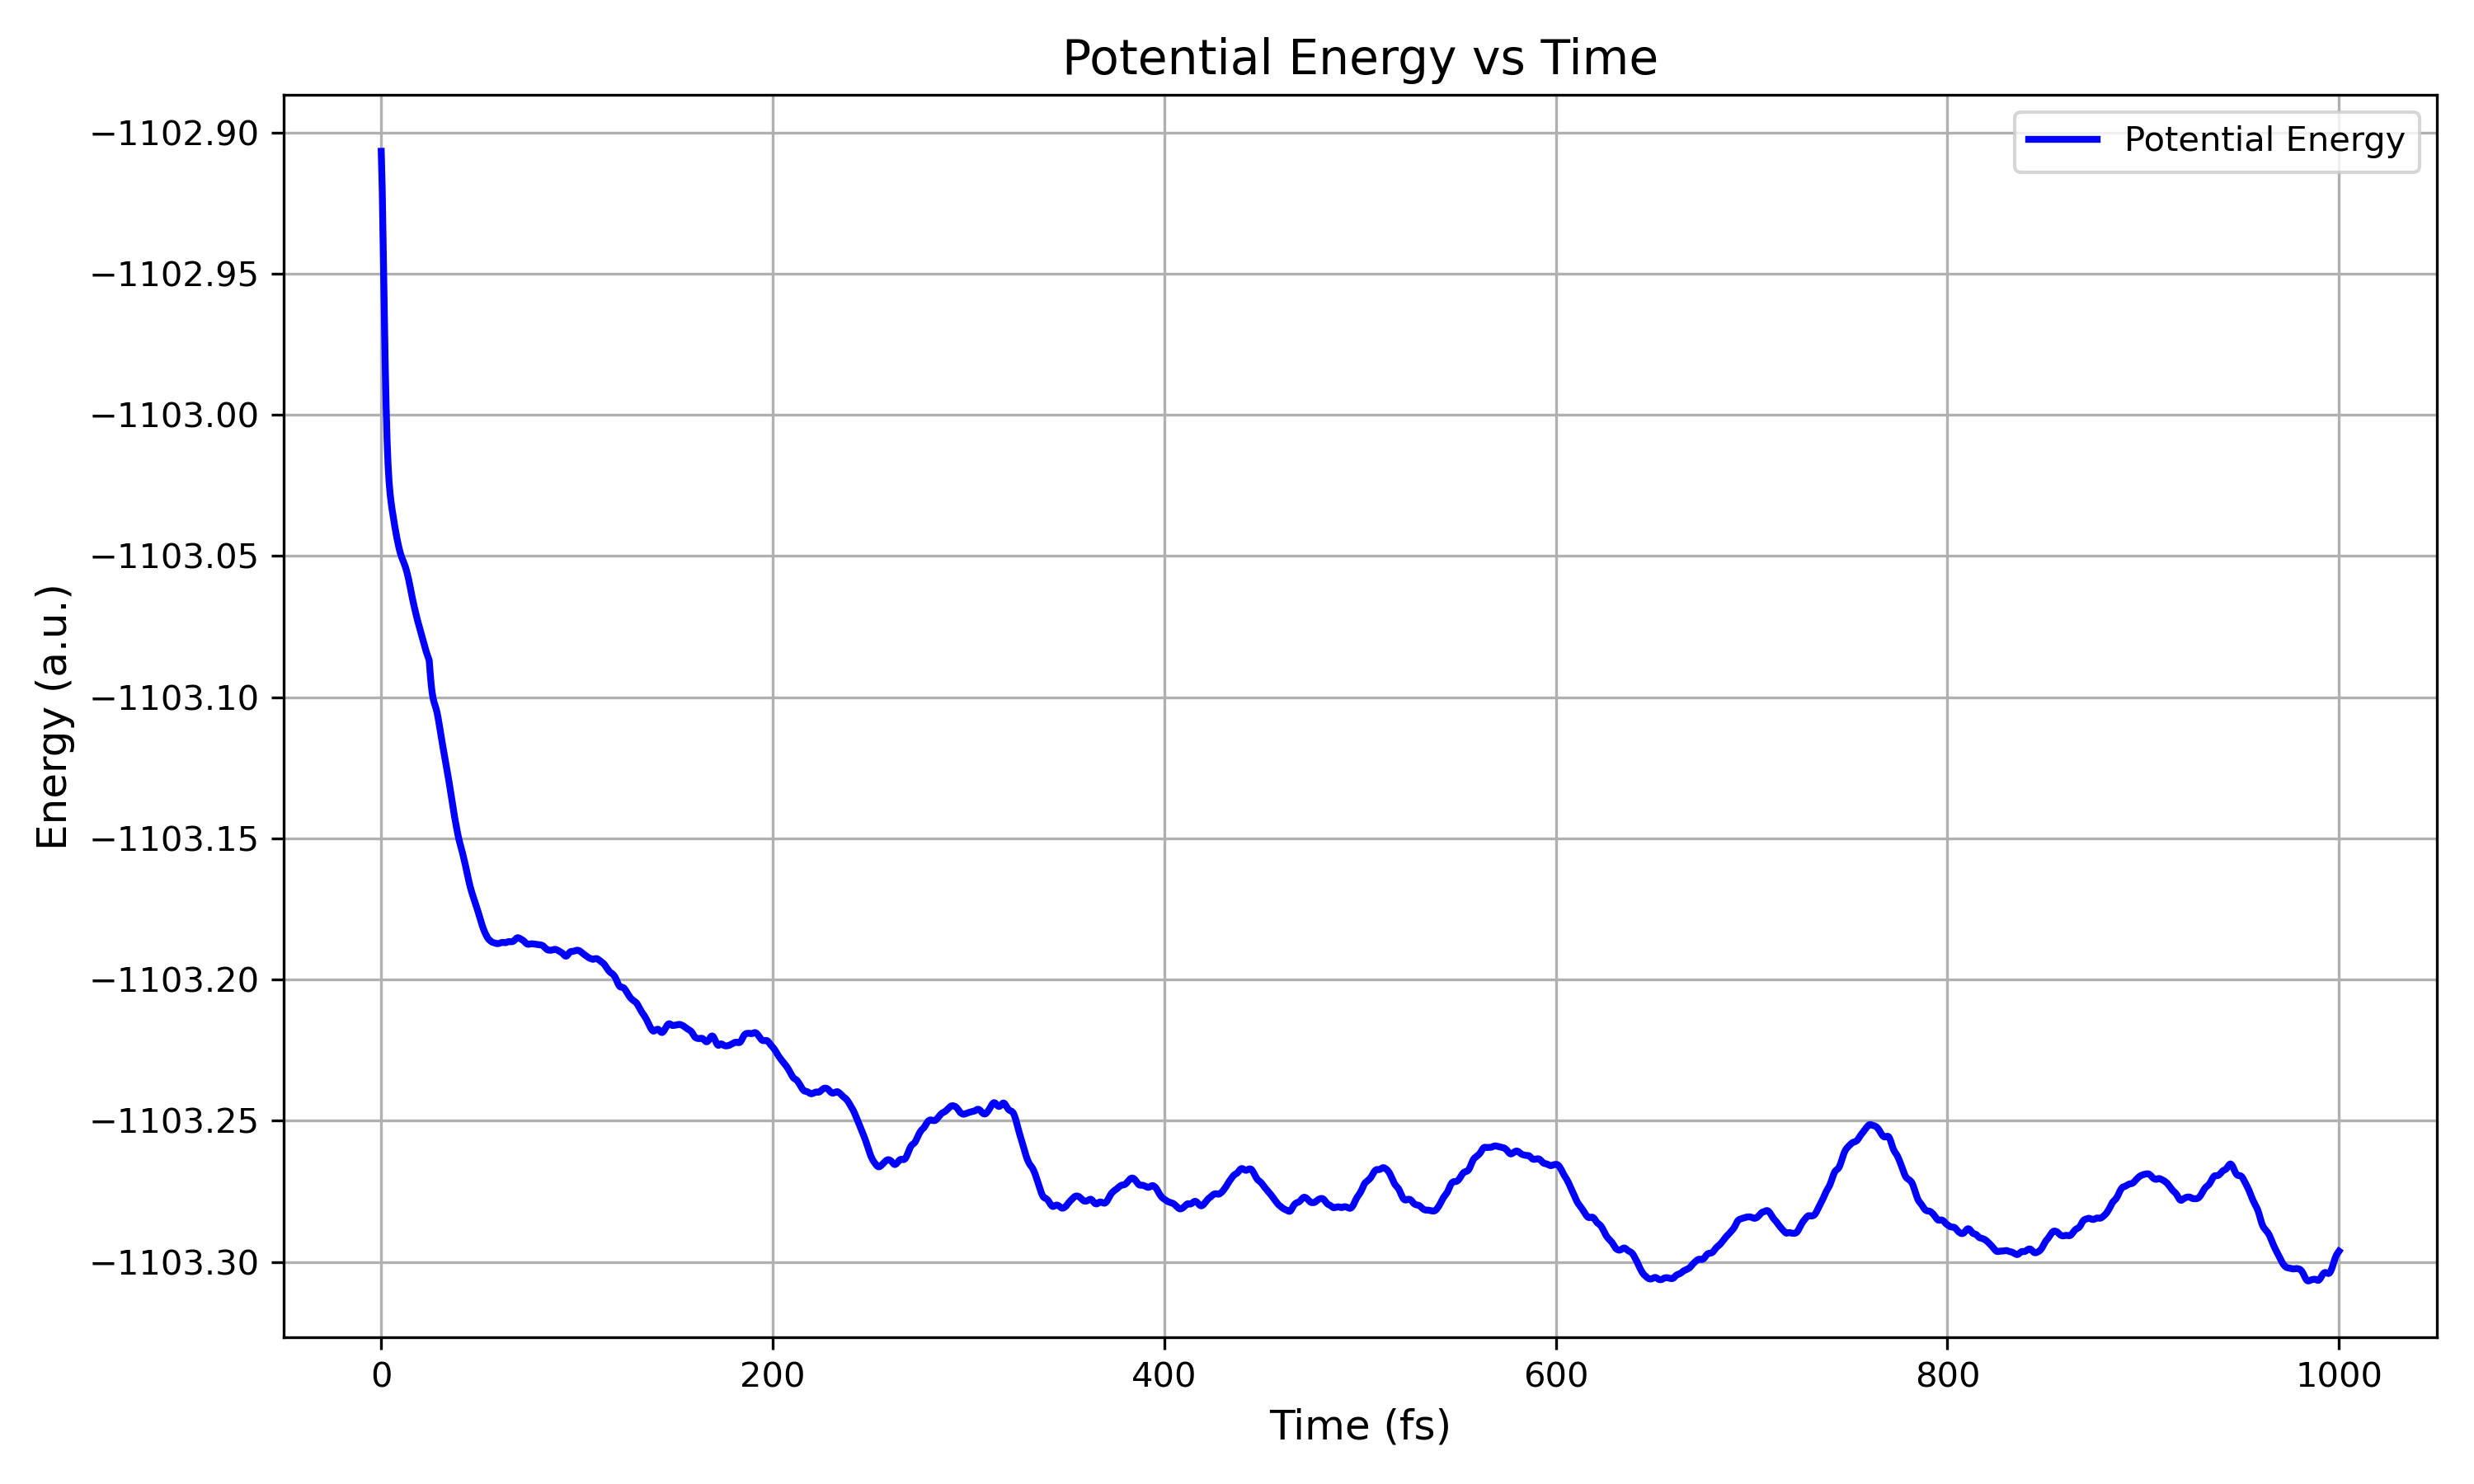 Potential Energy vs Time
Potential Energy
Energy (a.u.)
−1102.90
−1102.95
−1103.00
−1103.05
−1103.10
−1103.15
−1103.20
−1103.25
−1103.30
0 200 400 600 800 1000
Time (fs)